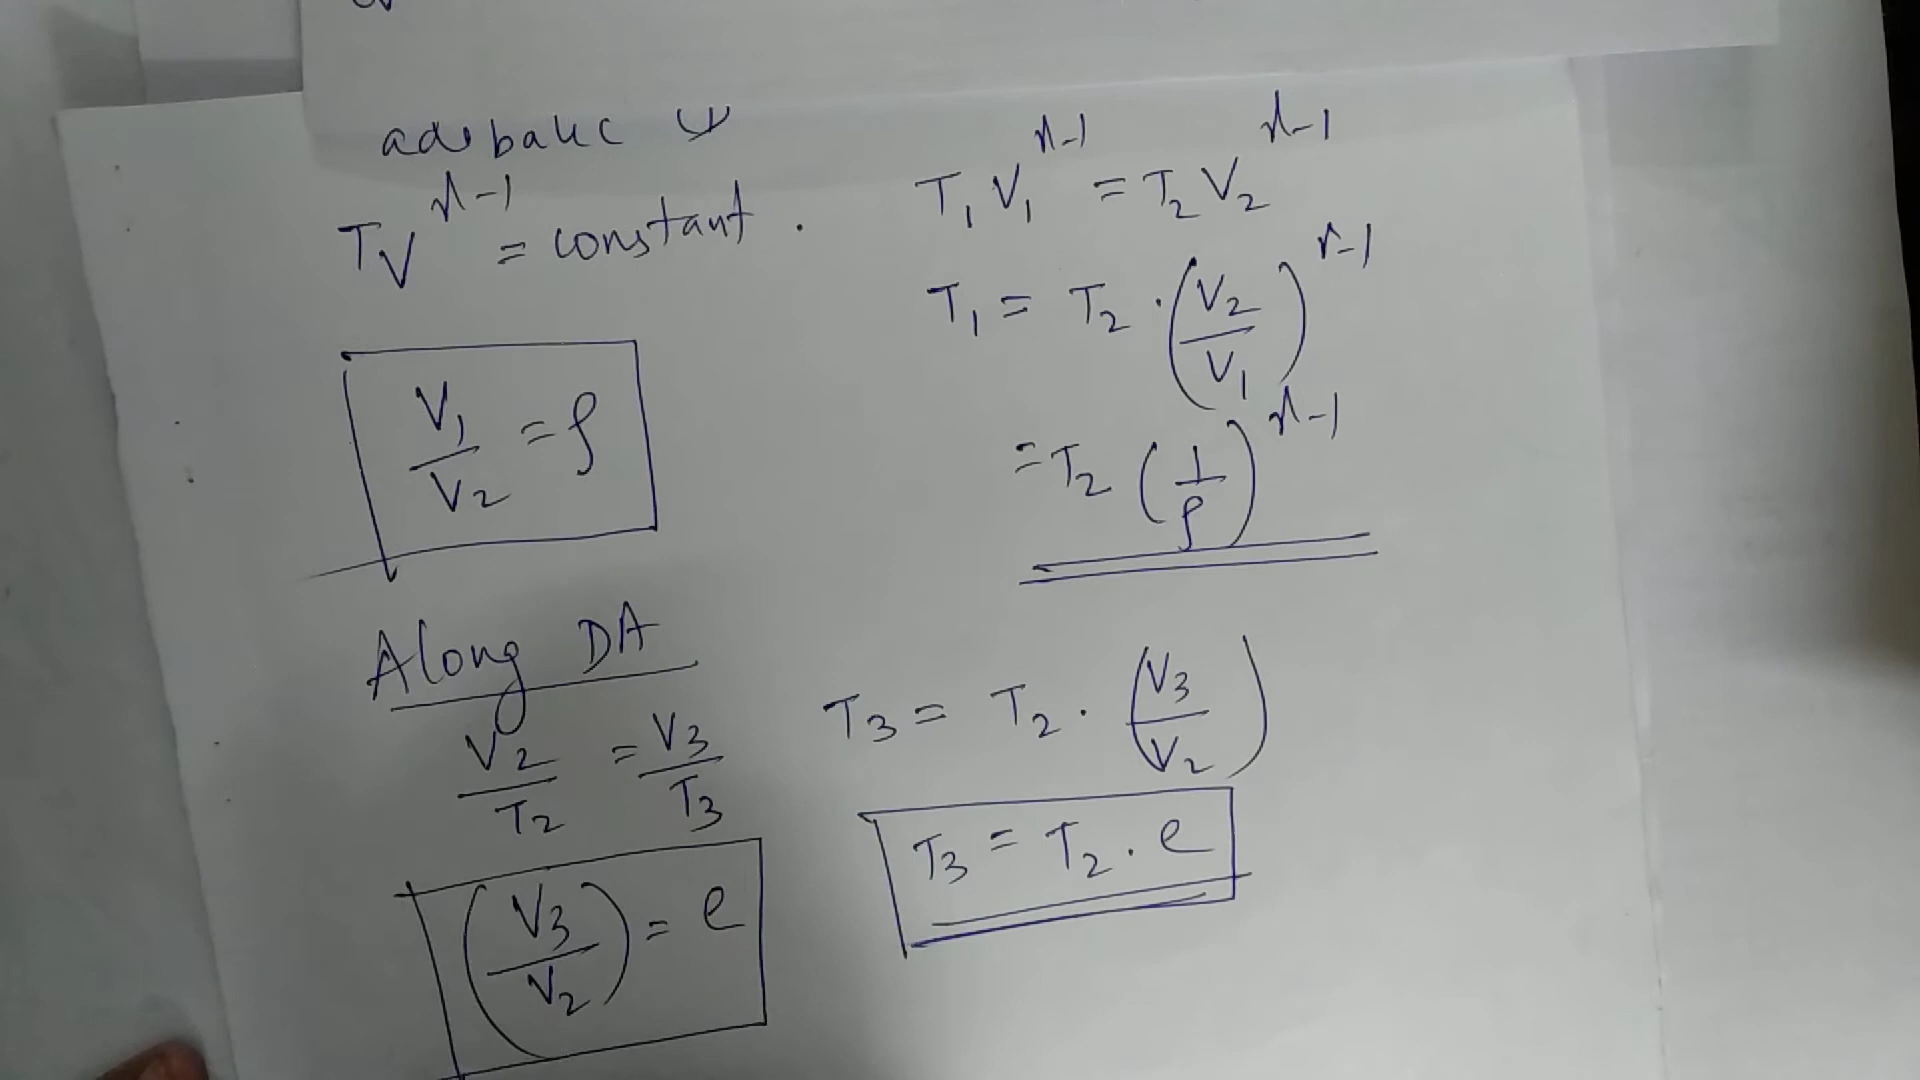 adibatic
TV^γ-1 = constant .
T₁V₁^γ-1 = T₂V₂^γ-1
T₁ = T₂ · (V₂/V₁)^γ-1
= T₂ (1/ρ)^γ-1
V₁/V₂ = ρ
Along DA
V₂/T₂ = V₃/T₃
(V₃/V₂) = e
T₃ = T₂ · (V₃/V₂)
T₃ = T₂ . e